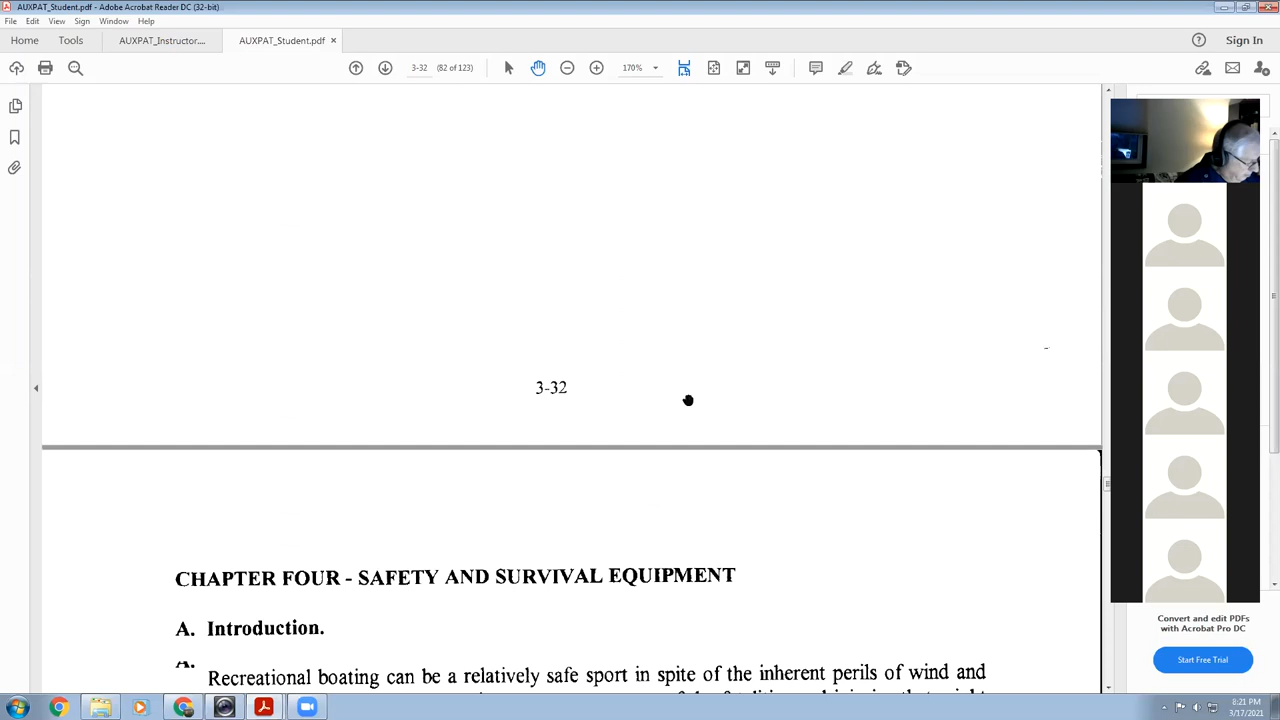 AUXPAT_Student.pdf - Adobe Acrobat Reader DC (32-bit)
File Edit View Sign Window Help
Home Tools AUXPAT_Instructor.... AUXPAT_Student.pdf × Sign In
3-32 (82 of 123) 170%
3-32
CHAPTER FOUR - SAFETY AND SURVIVAL EQUIPMENT
A. Introduction.
A.
Recreational boating can be a relatively safe sport in spite of the inherent perils of wind and
Convert and edit PDFs
with Acrobat Pro DC
Start Free Trial
8:21 PM
3/17/2021